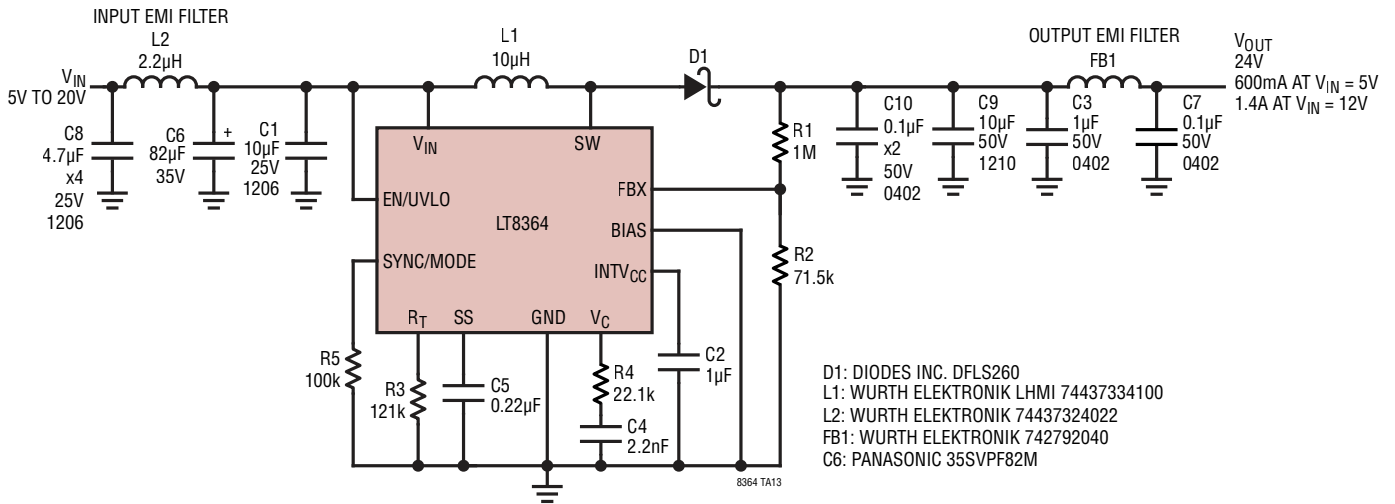 INPUT EMI FILTER
L2
2.2µH
VIN
5V TO 20V
C8
4.7µF
x4
25V
1206
C6
82µF
35V
+
C1
10µF
25V
1206
L1
10µH
D1
OUTPUT EMI FILTER
FB1
VOUT
24V
600mA AT VIN = 5V
1.4A AT VIN = 12V
C10
0.1µF
x2
50V
0402
C9
10µF
50V
1210
C3
1µF
50V
0402
C7
0.1µF
50V
0402
R1
1M
R2
71.5k
VIN
SW
FBX
EN/UVLO
LT8364
BIAS
SYNC/MODE
INTVCC
RT
SS
GND
VC
R5
100k
R3
121k
C5
0.22µF
R4
22.1k
C4
2.2nF
C2
1µF
8364 TA13
D1: DIODES INC. DFLS260
L1: WURTH ELEKTRONIK LHMI 74437334100
L2: WURTH ELEKTRONIK 74437324022
FB1: WURTH ELEKTRONIK 742792040
C6: PANASONIC 35SVPF82M